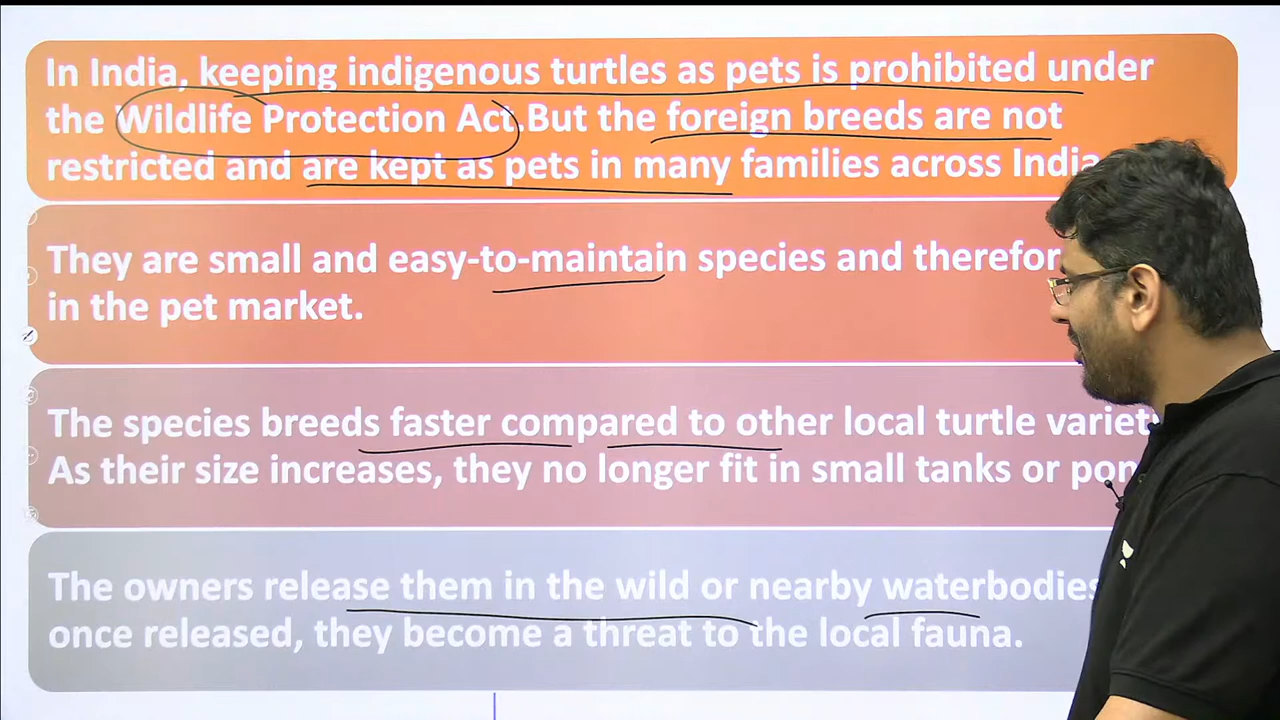 In India, keeping indigenous turtles as pets is prohibited under
the Wildlife Protection Act. But the foreign breeds are not
restricted and are kept as pets in many families across India
They are small and easy-to-maintain species and
in the pet market.
The species breeds faster compared to other local turtle
As their size increases, they no longer fit in small tanks or
The owners release them in the wild or nearby waterbodies
once released, they become a threat to the local fauna.